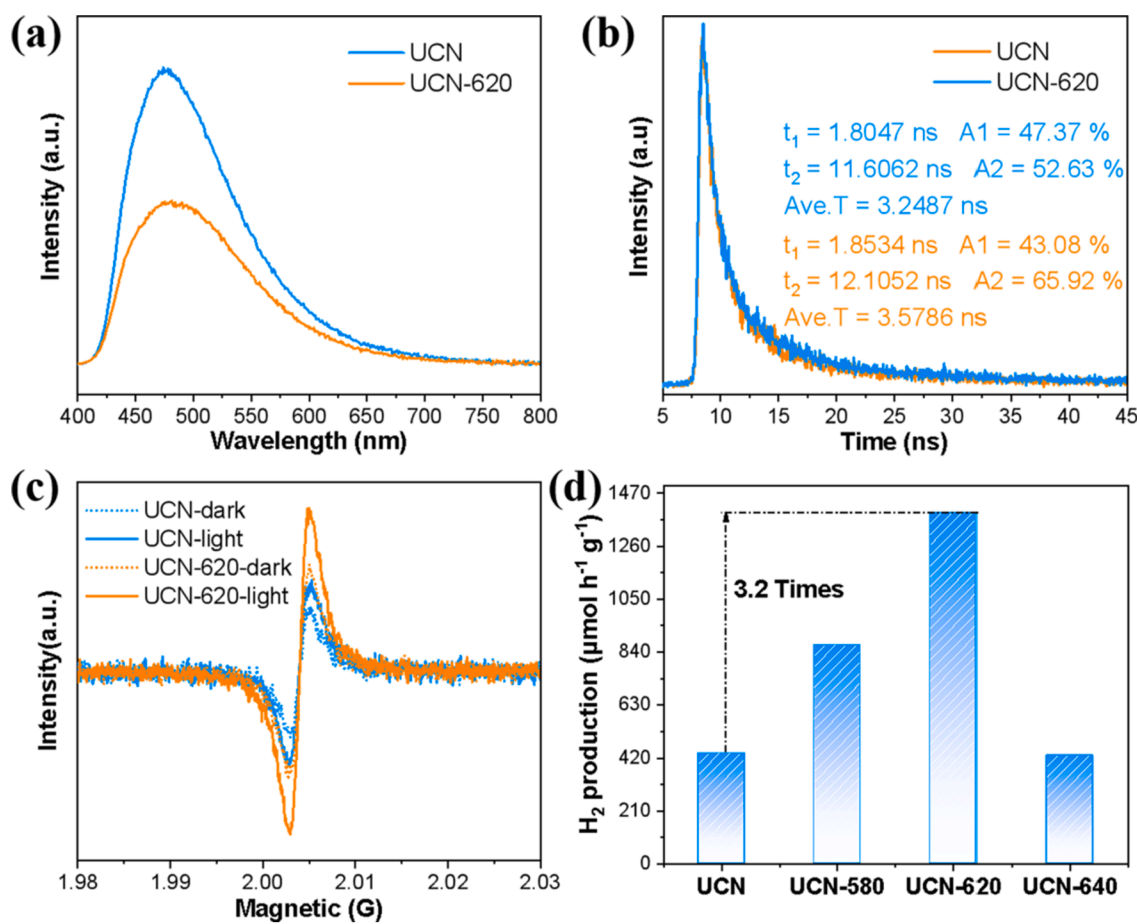 (a)
UCN
UCN-620
Intensity (a.u.)
400 450 500 550 600 650 700 750 800
Wavelength (nm)
(b)
UCN
UCN-620
t1 = 1.8047 ns A1 = 47.37 %
t2 = 11.6062 ns A2 = 52.63 %
Ave.T = 3.2487 ns
t1 = 1.8534 ns A1 = 43.08 %
t2 = 12.1052 ns A2 = 65.92 %
Ave.T = 3.5786 ns
Intensity (a.u)
5 10 15 20 25 30 35 40 45
Time (ns)
(c)
UCN-dark
UCN-light
UCN-620-dark
UCN-620-light
Intensity(a.u.)
1.98 1.99 2.00 2.01 2.02 2.03
Magnetic (G)
(d)
H2 production (μmol h-1 g-1)
1470
1260
1050
840
630
420
210
0
3.2 Times
UCN UCN-580 UCN-620 UCN-640